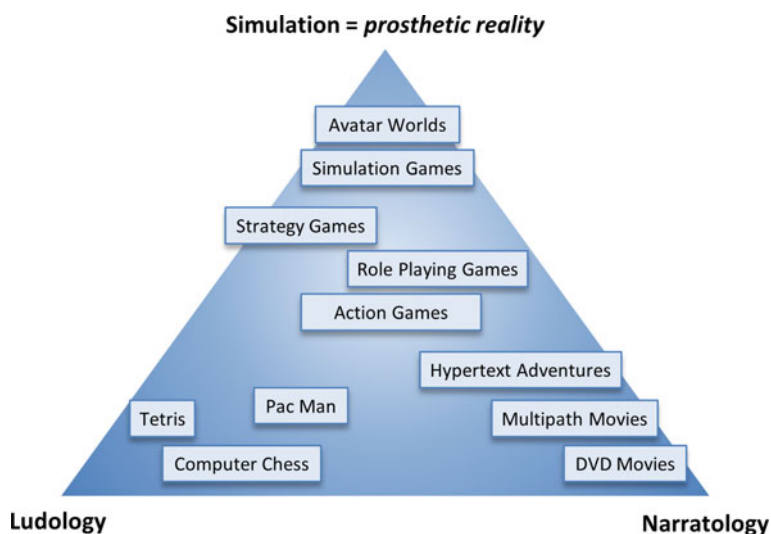 Simulation = prosthetic reality
Avatar Worlds
Simulation Games
Strategy Games
Role Playing Games
Action Games
Hypertext Adventures
Pac Man
Tetris
Multipath Movies
Computer Chess
DVD Movies
Ludology
Narratology